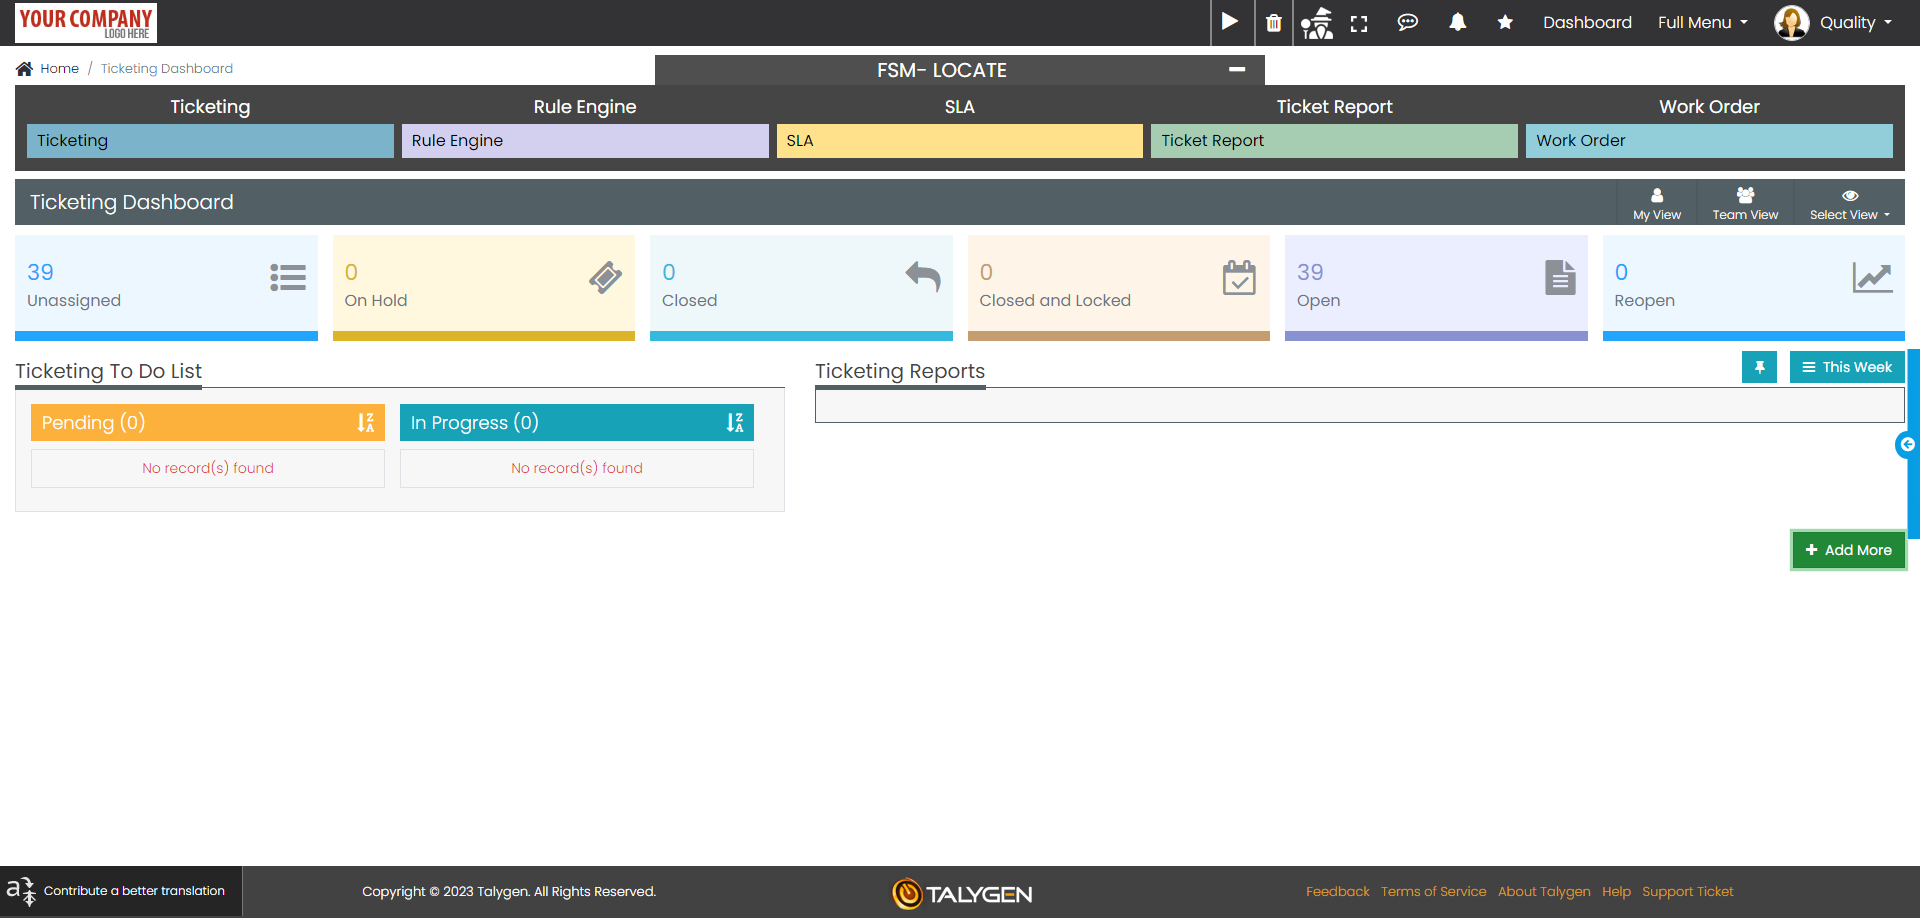 YOUR COMPANY
LOGO HERE
Dashboard
Full Menu
Quality
Home / Ticketing Dashboard
FSM- LOCATE
Ticketing
Rule Engine
SLA
Ticket Report
Work Order
Ticketing
Rule Engine
SLA
Ticket Report
Work Order
Ticketing Dashboard
My View
Team View
Select View
39
Unassigned
0
On Hold
0
Closed
0
Closed and Locked
39
Open
0
Reopen
Ticketing To Do List
Pending (0)
No record(s) found
In Progress (0)
No record(s) found
Ticketing Reports
This Week
Add More
Contribute a better translation
Copyright © 2023 Talygen. All Rights Reserved.
TALYGEN
Feedback
Terms of Service
About Talygen
Help
Support Ticket